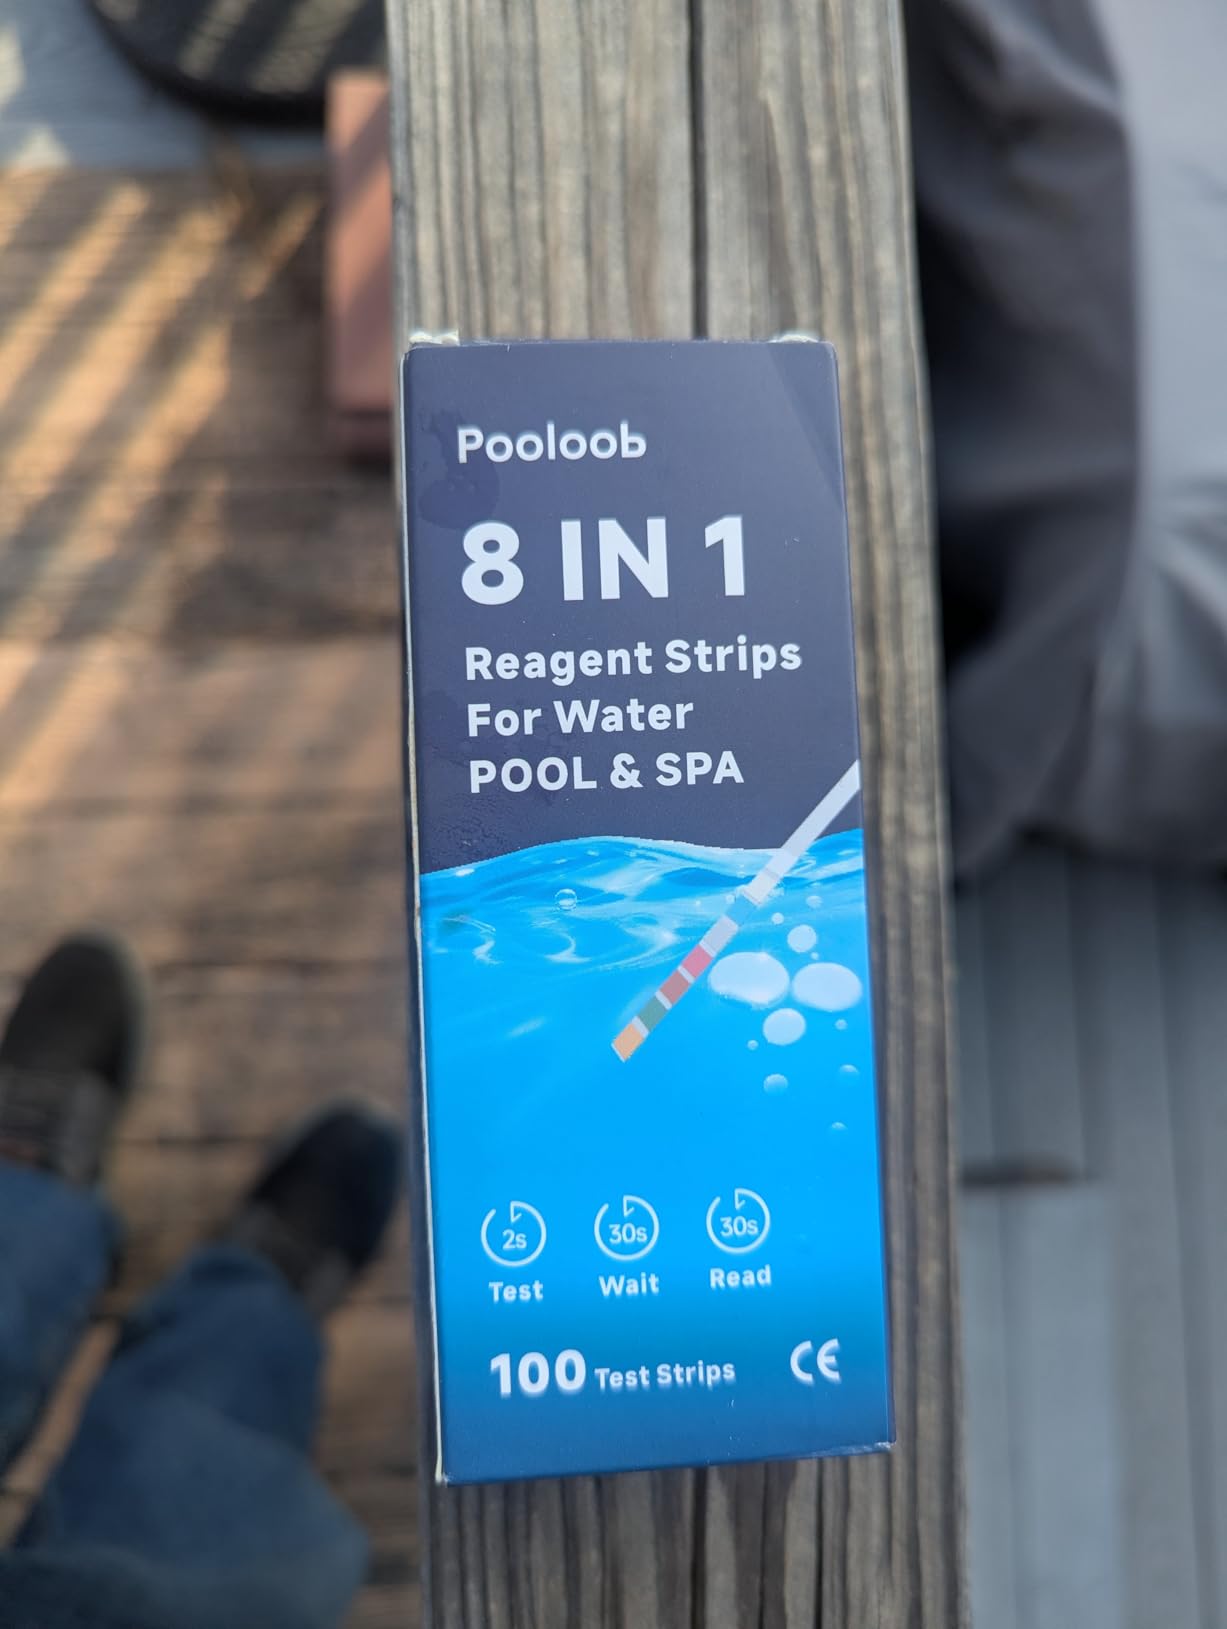 Pooloob
8 IN 1
Reagent Strips
For Water
POOL & SPA
2s 30s 30s
Test Wait Read
100 Test Strips CE